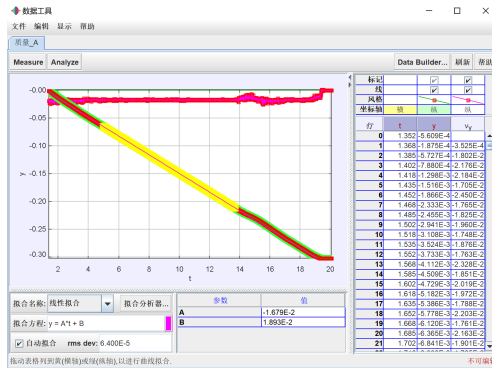 数据工具
文件 编辑 显示 帮助
质量_A
Measure Analyze Data Builder... 刷新 帮助
标记
线
风格
坐标轴 横 纵 纵
行 t y vy
0 1.352 -5.609E-4
1 1.368 -1.875E-4 -3.525E-4
2 1.385 -5.727E-4 -1.802E-2
3 1.402 -7.880E-4 -2.176E-2
4 1.418 -1.298E-3 -2.184E-2
5 1.435 -1.516E-3 -1.705E-2
6 1.452 -1.866E-3 -2.450E-2
7 1.468 -2.333E-3 -1.765E-2
8 1.485 -2.455E-3 -1.825E-2
9 1.502 -2.941E-3 -1.960E-2
10 1.518 -3.108E-3 -1.748E-2
11 1.535 -3.524E-3 -1.876E-2
12 1.552 -3.733E-3 -1.763E-2
13 1.568 -4.112E-3 -2.328E-2
14 1.585 -4.509E-3 -1.851E-2
15 1.602 -4.729E-3 -2.019E-2
16 1.618 -5.182E-3 -1.972E-2
17 1.635 -5.386E-3 -1.788E-2
18 1.652 -5.778E-3 -2.203E-2
19 1.668 -6.120E-3 -1.761E-2
20 1.685 -6.365E-3 -2.163E-2
21 1.702 -6.841E-3 -1.901E-2
-0.00
-0.05
-0.10
-0.15
-0.20
-0.25
-0.30
y
2 4 6 8 10 12 14 16 18 20
t
拟合名称: 线性拟合 拟合分析器...
拟合方程: y = A*t + B
自动拟合 rms dev: 6.400E-5
参数 值
A -1.679E-2
B 1.893E-2
拖动表格列到黄(横轴)或绿(纵轴),以进行曲线拟合.
不可编辑